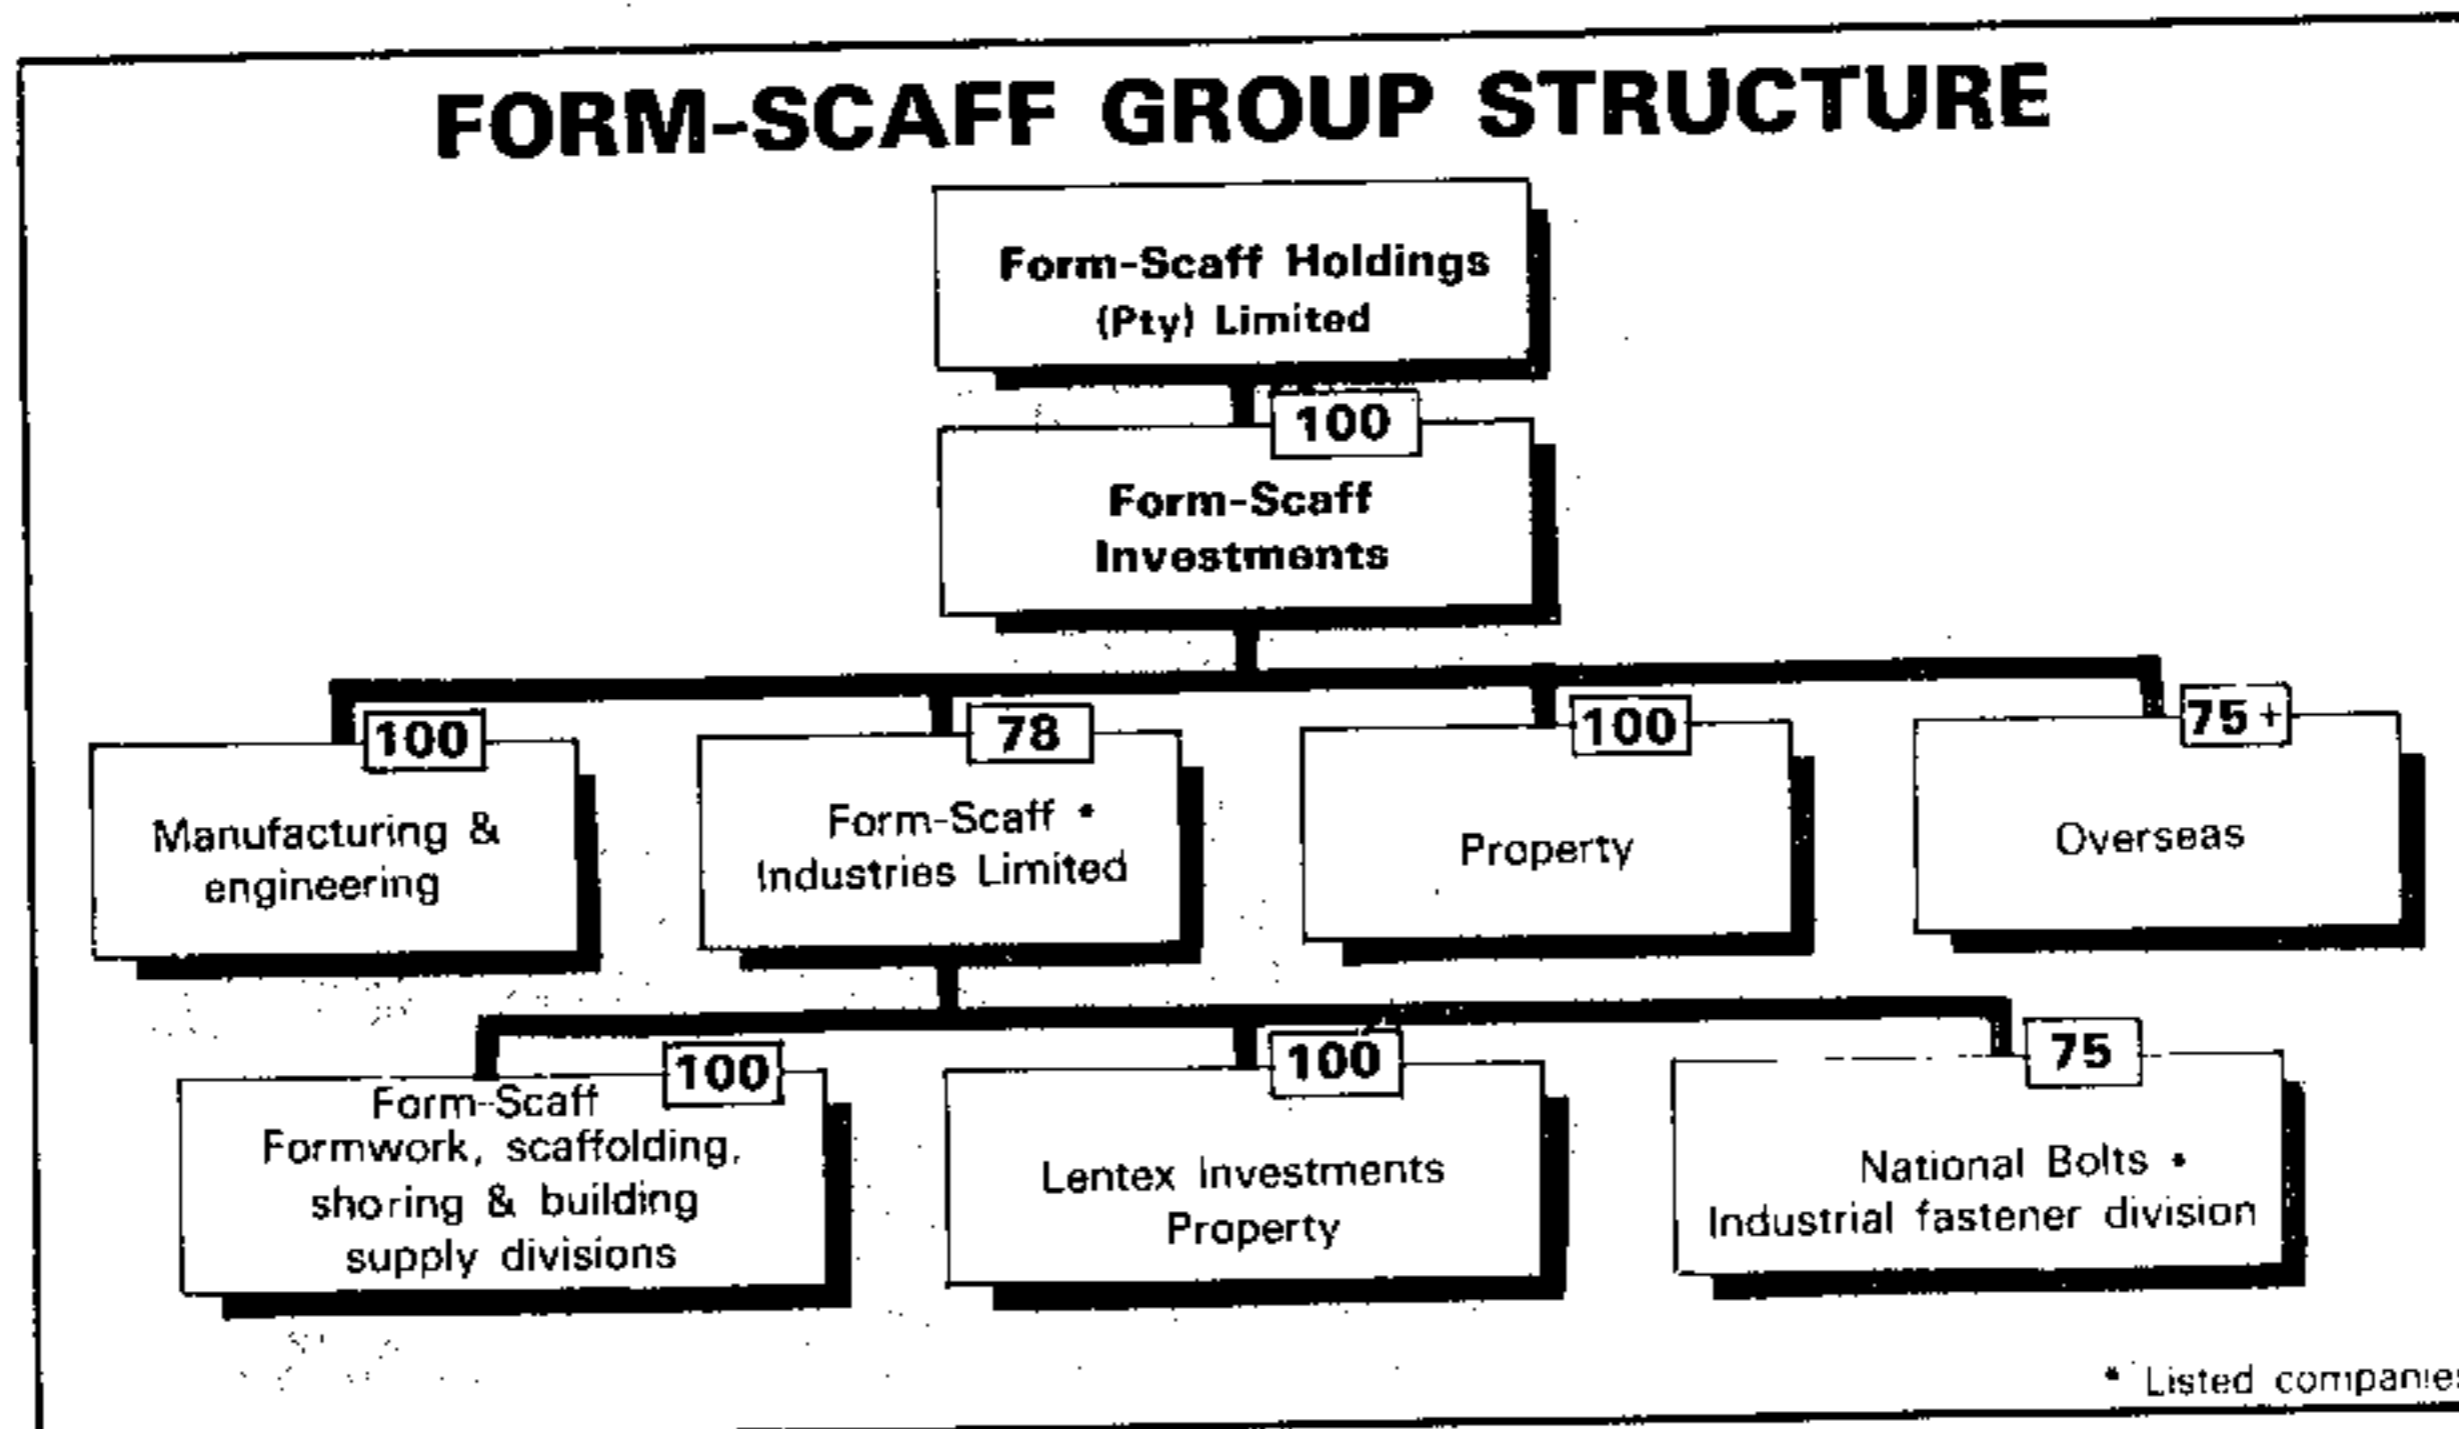 FORM-SCAFF GROUP STRUCTURE
Form-Scaff Holdings
(Pty) Limited
100
Form-Scaff
Investments
100
Manufacturing &
engineering
78
Form-Scaff •
Industries Limited
100
Property
75+
Overseas
100
Form-Scaff
Formwork, scaffolding,
shoring & building
supply divisions
100
Lentex Investments
Property
75
National Bolts •
Industrial fastener division
• Listed companies